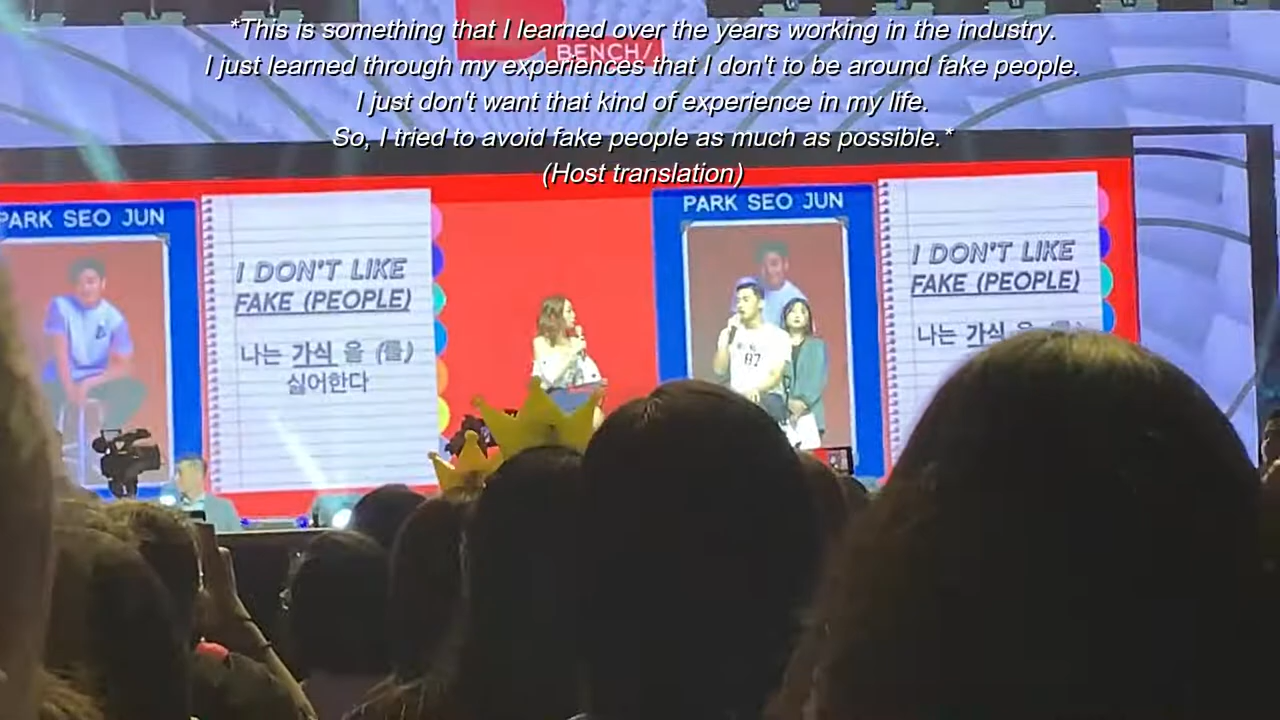 *This is something that I learned over the years working in the industry.
I just learned through my experiences that I don't to be around fake people.
I just don't want that kind of experience in my life.
So, I tried to avoid fake people as much as possible.*
(Host translation)
BENCH/
PARK SEO JUN
I DON'T LIKE
FAKE (PEOPLE)
나는 가식 을 (를)
싫어한다
PARK SEO JUN
I DON'T LIKE
FAKE (PEOPLE)
나는 가식
87